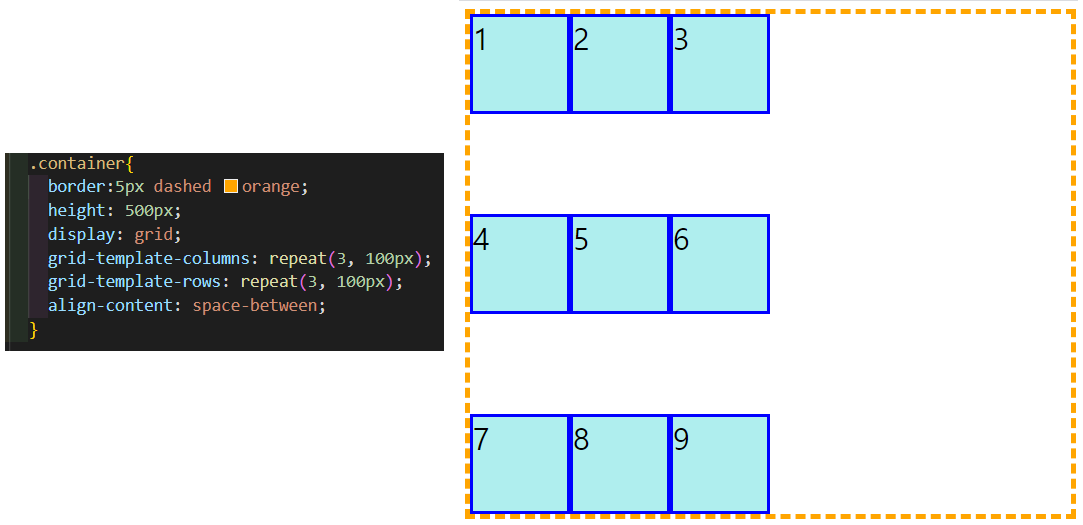 .container{
border:5px dashed orange;
height: 500px;
display: grid;
grid-template-columns: repeat(3, 100px);
grid-template-rows: repeat(3, 100px);
align-content: space-between;
}
1 2 3
4 5 6
7 8 9